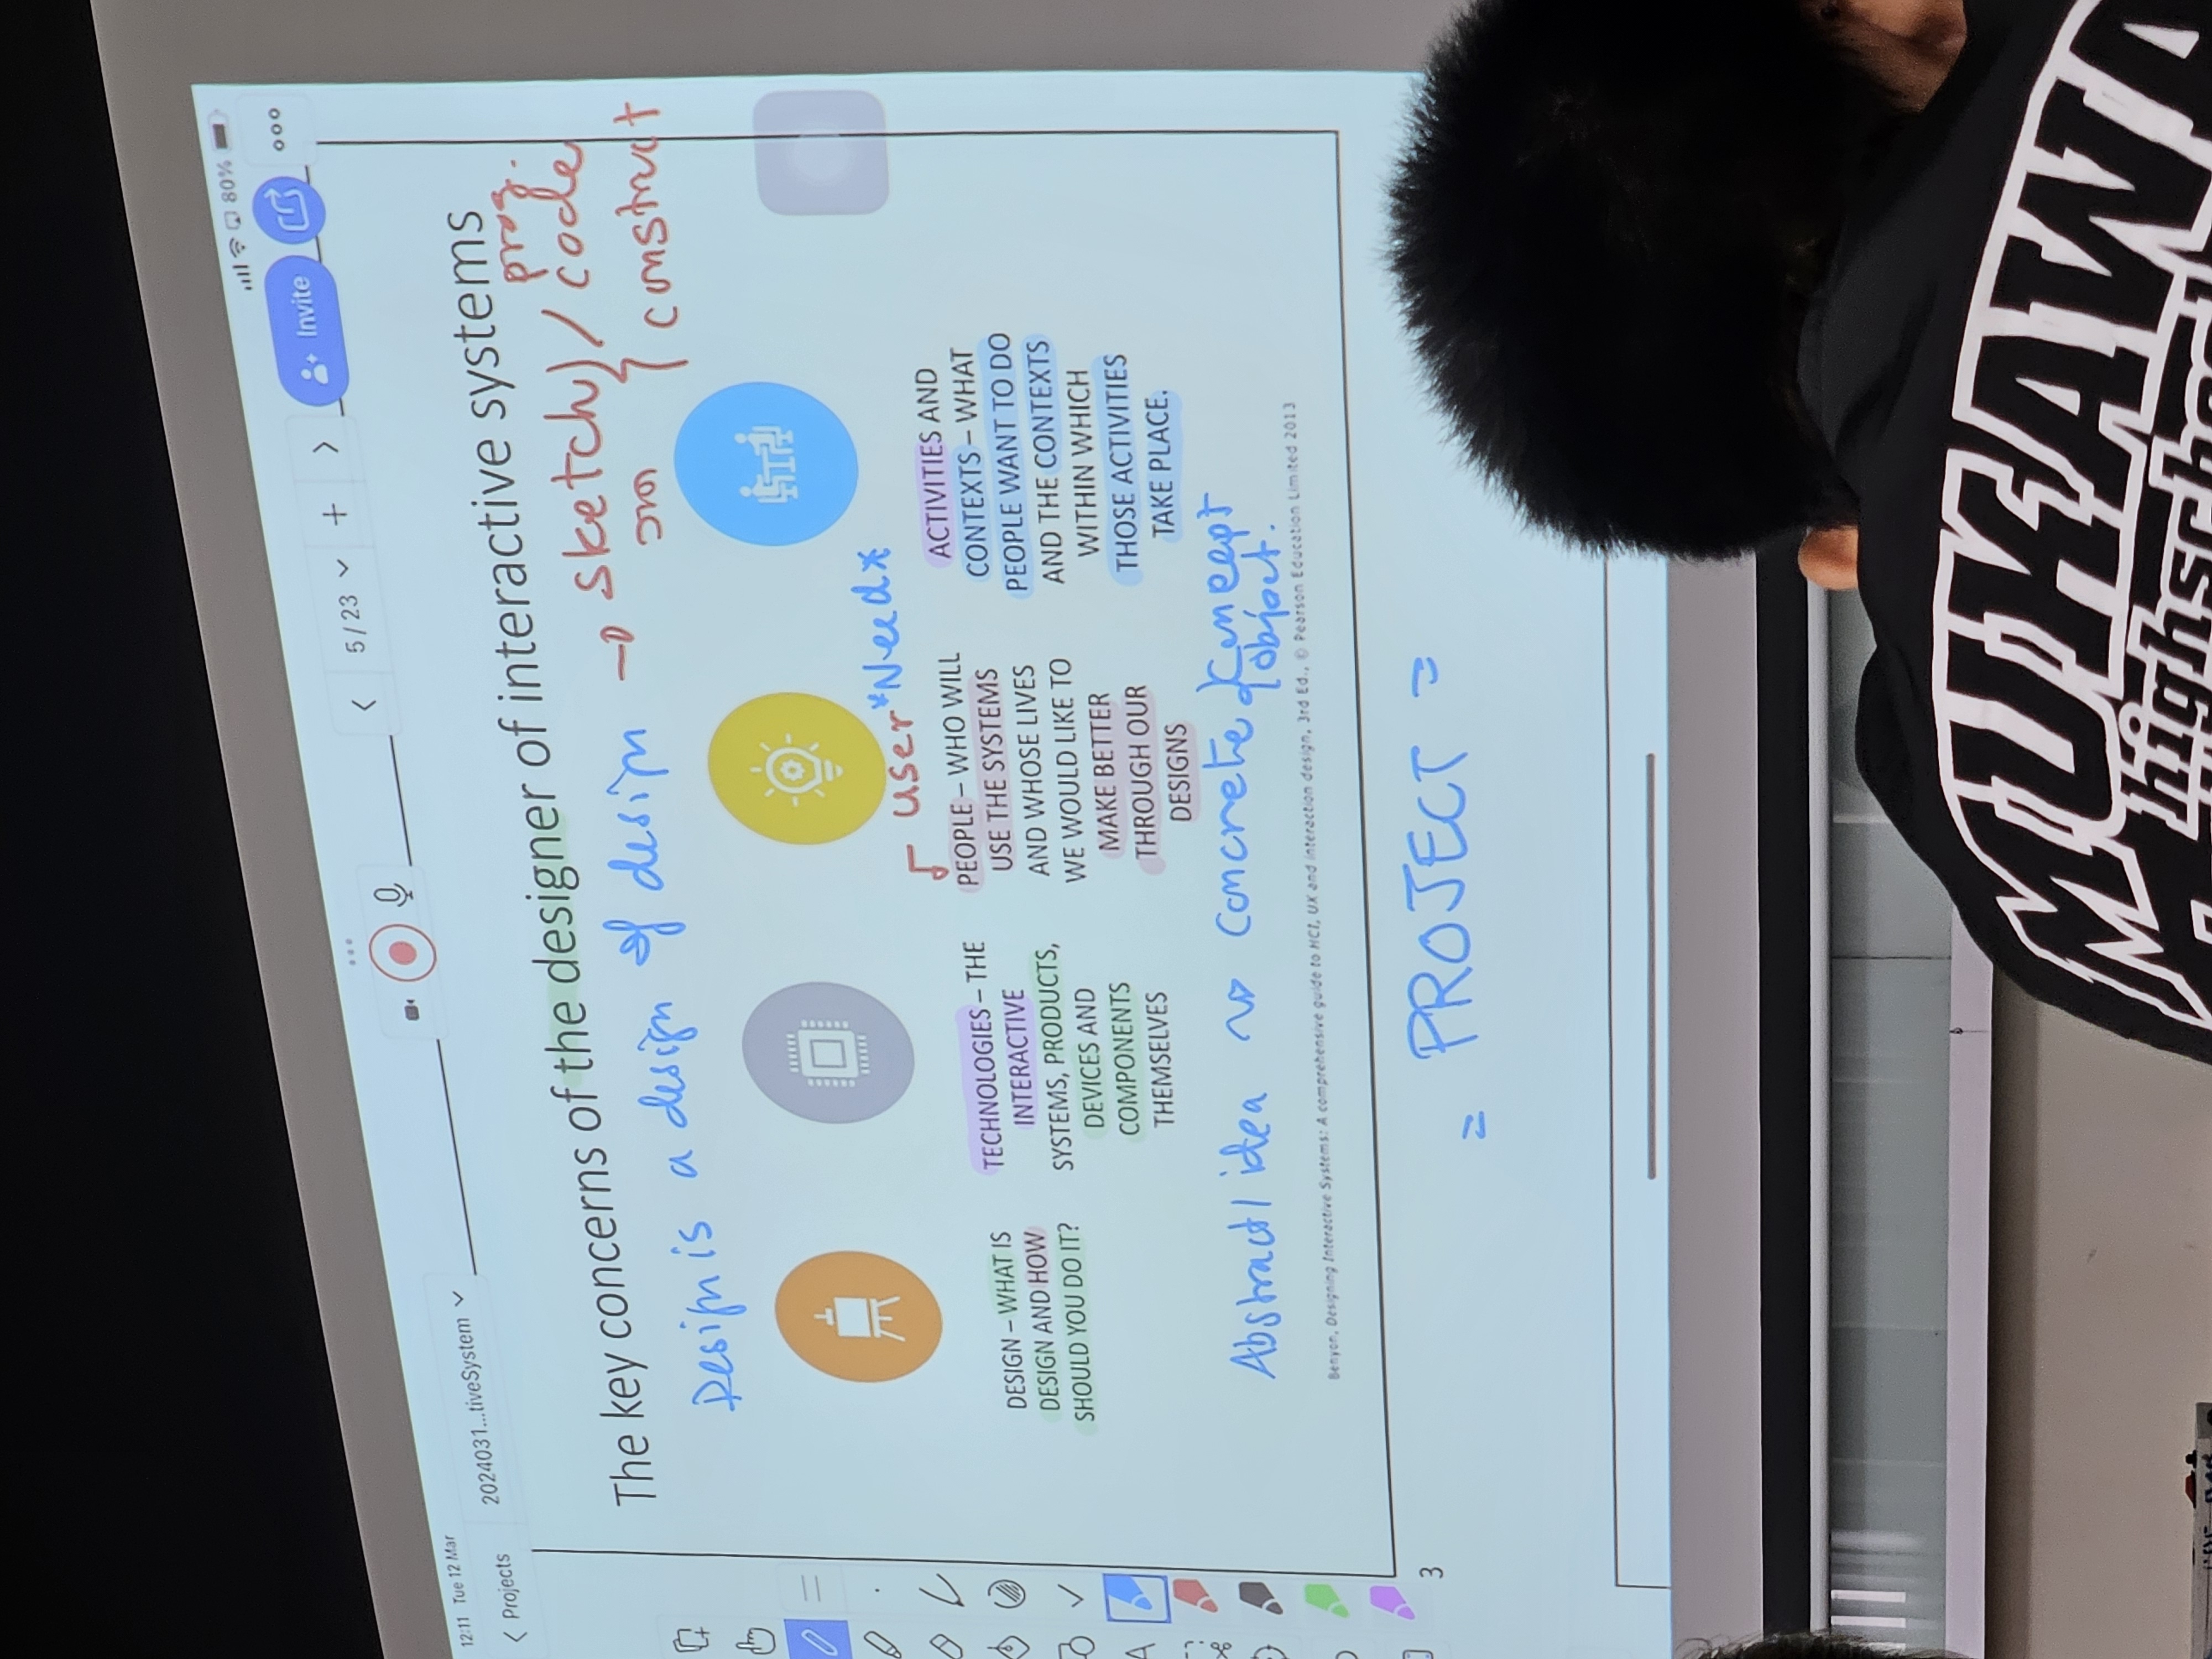 80%
12:11 Tue 12 Mar
Projects
2024031...tiveSystem
5 / 23
Invite
The key concerns of the designer of interactive systems
prog.
Design is a design of design → sketch / code
construct
user *Need*
DESIGN – WHAT IS
DESIGN AND HOW
SHOULD YOU DO IT?
TECHNOLOGIES – THE
INTERACTIVE
SYSTEMS, PRODUCTS,
DEVICES AND
COMPONENTS
THEMSELVES
PEOPLE – WHO WILL
USE THE SYSTEMS
AND WHOSE LIVES
WE WOULD LIKE TO
MAKE BETTER
THROUGH OUR
DESIGNS
ACTIVITIES AND
CONTEXTS – WHAT
PEOPLE WANT TO DO
AND THE CONTEXTS
WITHIN WHICH
THOSE ACTIVITIES
TAKE PLACE.
Abstract / idea → Concrete concept
object.
Benyon, Designing Interactive Systems: A comprehensive guide to HCI, UX and interaction design, 3rd Ed., © Pearson Education Limited 2013
3
= PROJECT =
MUKAWA
highschool